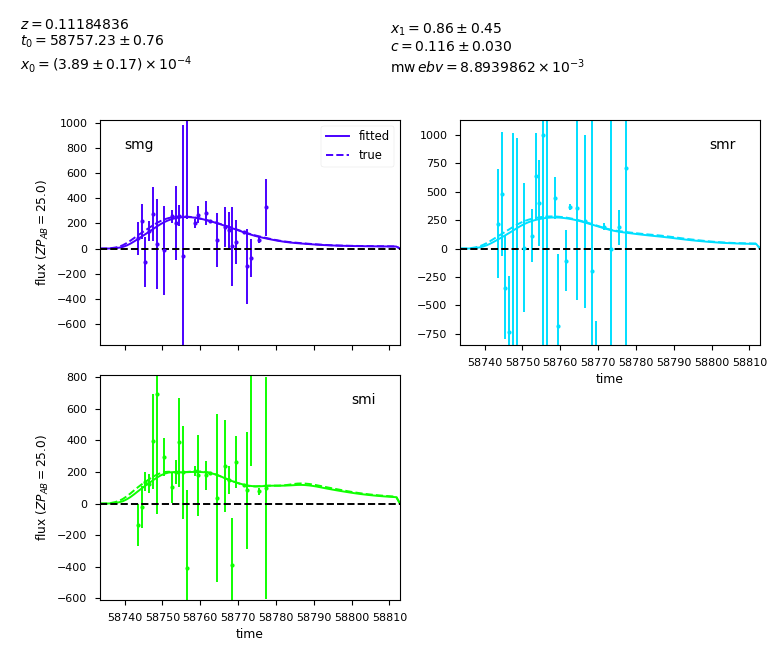 z = 0.11184836
t₀ = 58757.23 ± 0.76
x₀ = (3.89 ± 0.17) × 10⁻⁴
x₁ = 0.86 ± 0.45
c = 0.116 ± 0.030
mw ebv = 8.8939862 × 10⁻³
smg
fitted
true
1000
800
600
400
200
0
−200
−400
−600
flux (ZP_AB = 25.0)
smr
1000
750
500
250
0
−250
−500
−750
58740 58750 58760 58770 58780 58790 58800 58810
time
smi
800
600
400
200
0
−200
−400
−600
flux (ZP_AB = 25.0)
58740 58750 58760 58770 58780 58790 58800 58810
time